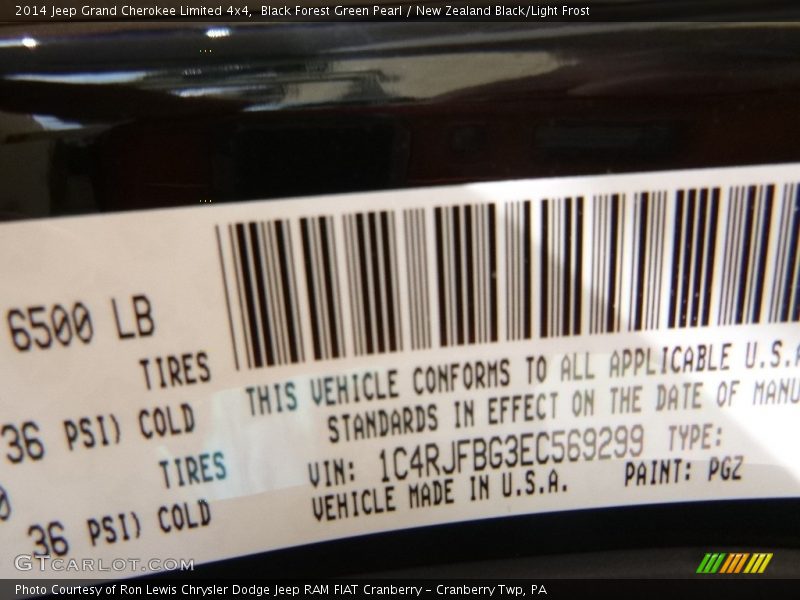 2014 Jeep Grand Cherokee Limited 4x4, Black Forest Green Pearl / New Zealand Black/Light Frost
6500 LB
TIRES
36 PSI) COLD
TIRES
36 PSI) COLD
THIS VEHICLE CONFORMS TO ALL APPLICABLE U.S.A
STANDARDS IN EFFECT ON THE DATE OF MANU
VIN: 1C4RJFBG3EC569299 TYPE:
VEHICLE MADE IN U.S.A. PAINT: PGZ
GTCARLOT.COM
Photo Courtesy of Ron Lewis Chrysler Dodge Jeep RAM FIAT Cranberry – Cranberry Twp, PA